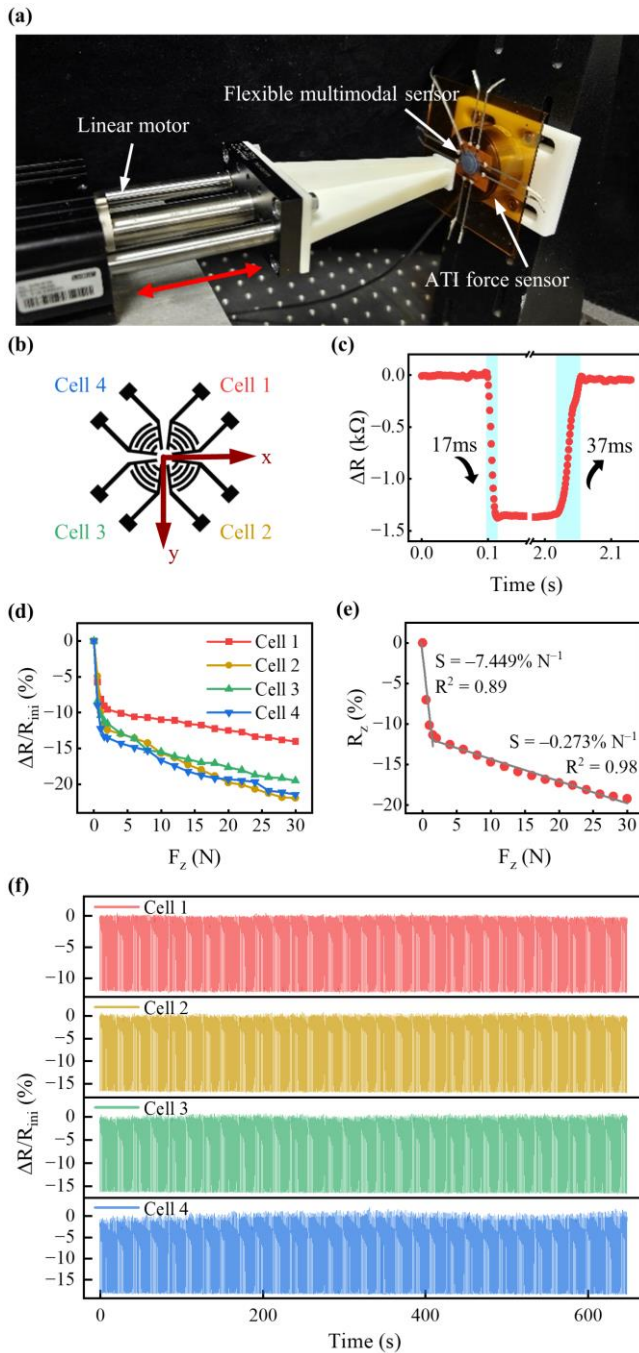 (a)
Flexible multimodal sensor
Linear motor
ATI force sensor
(b)
Cell 4
Cell 1
x
Cell 3
Cell 2
y
(c)
0.0
−0.5
−1.0
−1.5
ΔR (kΩ)
17ms
37ms
0.0
0.1
2.0
2.1
Time (s)
(d)
0
−5
−10
−15
−20
ΔR/R_ini (%)
Cell 1
Cell 2
Cell 3
Cell 4
0 5 10 15 20 25 30
F_z (N)
(e)
0
−5
−10
−15
−20
R_z (%)
S = −7.449% N⁻¹
R² = 0.89
S = −0.273% N⁻¹
R² = 0.98
0 5 10 15 20 25 30
F_z (N)
(f)
ΔR/R_ini (%)
Cell 1
0
−5
−10
Cell 2
0
−5
−10
−15
Cell 3
0
−5
−10
−15
Cell 4
0
−5
−10
−15
0 200 400 600
Time (s)